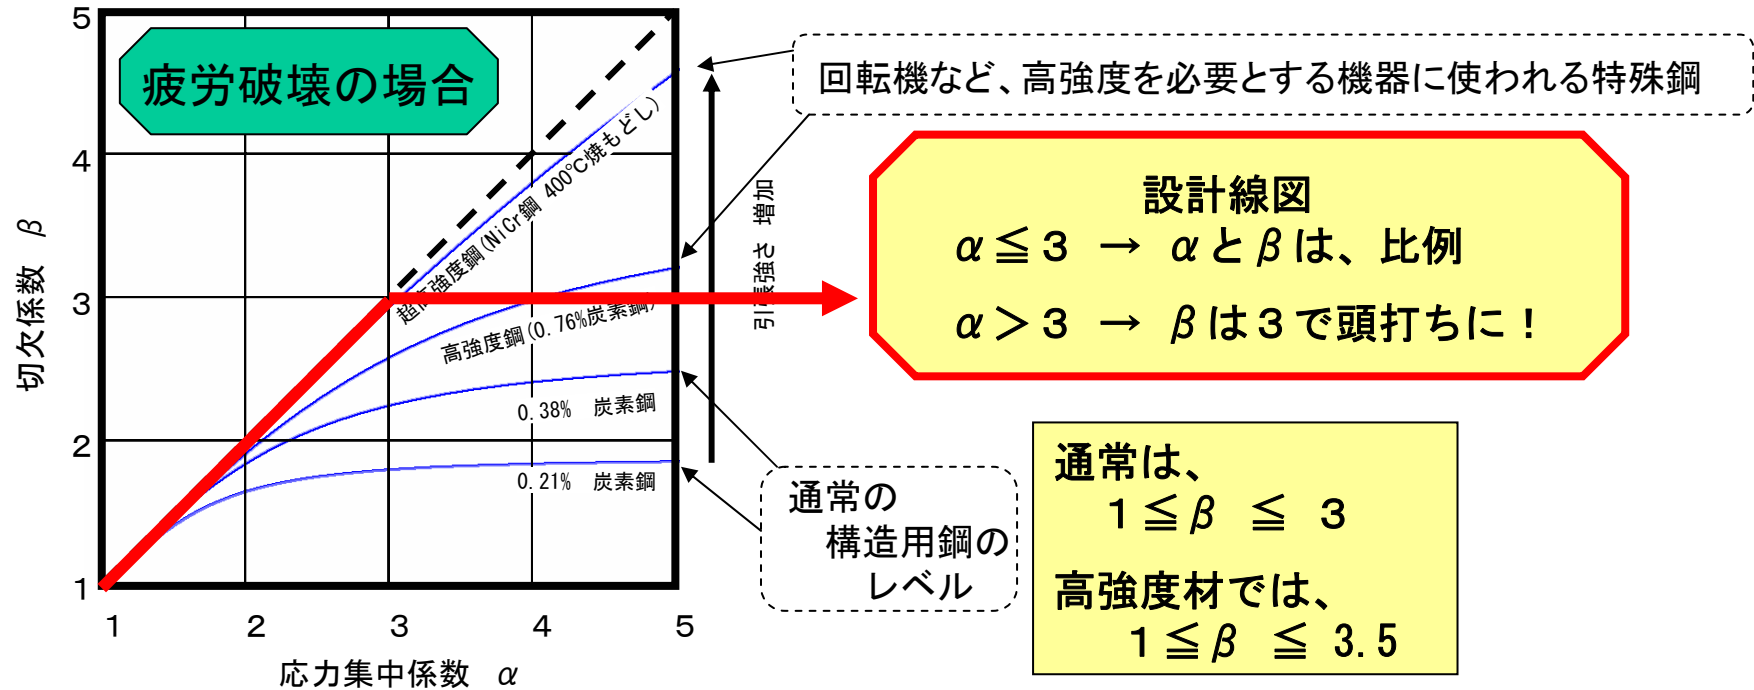 疲労破壊の場合
5
4
3
2
1
1
2
3
4
5
切欠係数 β
応力集中係数 α
超高強度鋼(NiCr鋼 400℃焼もどし)
高強度鋼(0.76%炭素鋼)
0.38% 炭素鋼
0.21% 炭素鋼
引張強さ 増加
回転機など、高強度を必要とする機器に使われる特殊鋼
設計線図
α≦３ → αとβは、比例
α＞３ → βは３で頭打ちに！
通常の
構造用鋼の
レベル
通常は、
１≦β ≦ ３
高強度材では、
１≦β ≦ 3.5